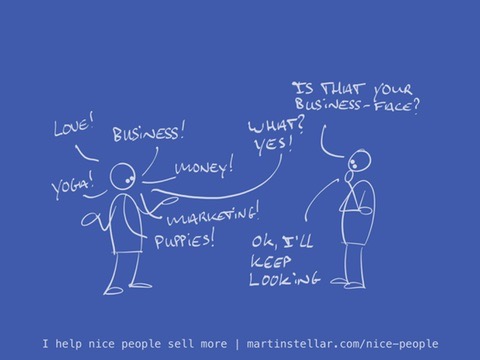 IS THAT YOUR
BUSINESS-FACE?
LOVE!
BUSINESS!
WHAT?
YES!
YOGA!
MONEY!
MARKETING!
PUPPIES!
OK, I'LL
KEEP
LOOKING
I help nice people sell more | martinstellar.com/nice-people